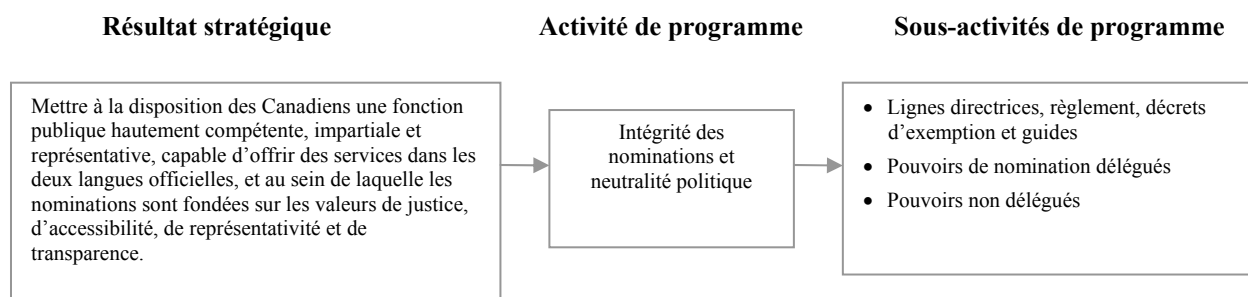 Résultat stratégique
Activité de programme
Sous-activités de programme
Mettre à la disposition des Canadiens une fonction
publique hautement compétente, impartiale et
représentative, capable d'offrir des services dans les
deux langues officielles, et au sein de laquelle les
nominations sont fondées sur les valeurs de justice,
d'accessibilité, de représentativité et de
transparence.
Intégrité des
nominations et
neutralité politique
• Lignes directrices, règlement, décrets
d'exemption et guides
• Pouvoirs de nomination délégués
• Pouvoirs non délégués